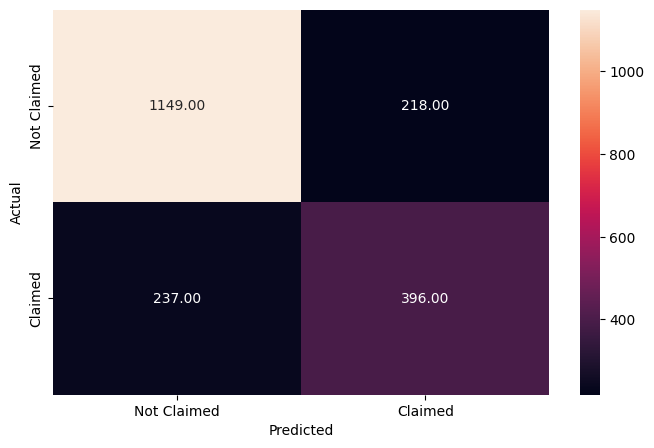 1149.00
218.00
237.00
396.00
Not Claimed
Claimed
Actual
Not Claimed
Claimed
Predicted
1000
800
600
400